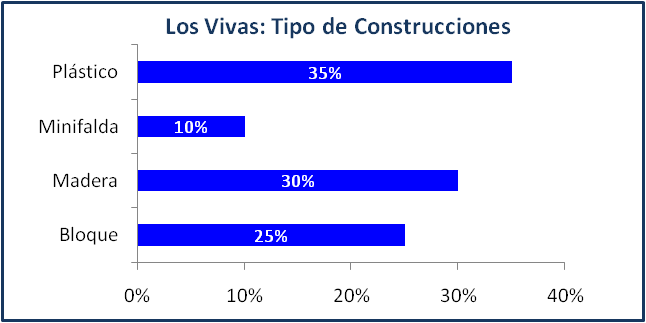 Los Vivas: Tipo de Construcciones
Plástico 35%
Minifalda 10%
Madera 30%
Bloque 25%
0% 10% 20% 30% 40%